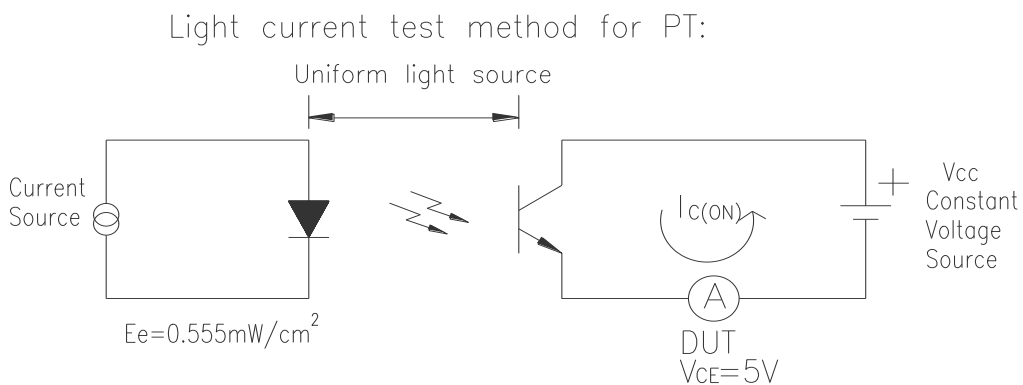 Light current test method for PT:
Uniform light source
Current
Source
IC(ON)
+
Vcc
Constant
Voltage
Source
A
Ee=0.555mW/cm²
DUT
VCE=5V